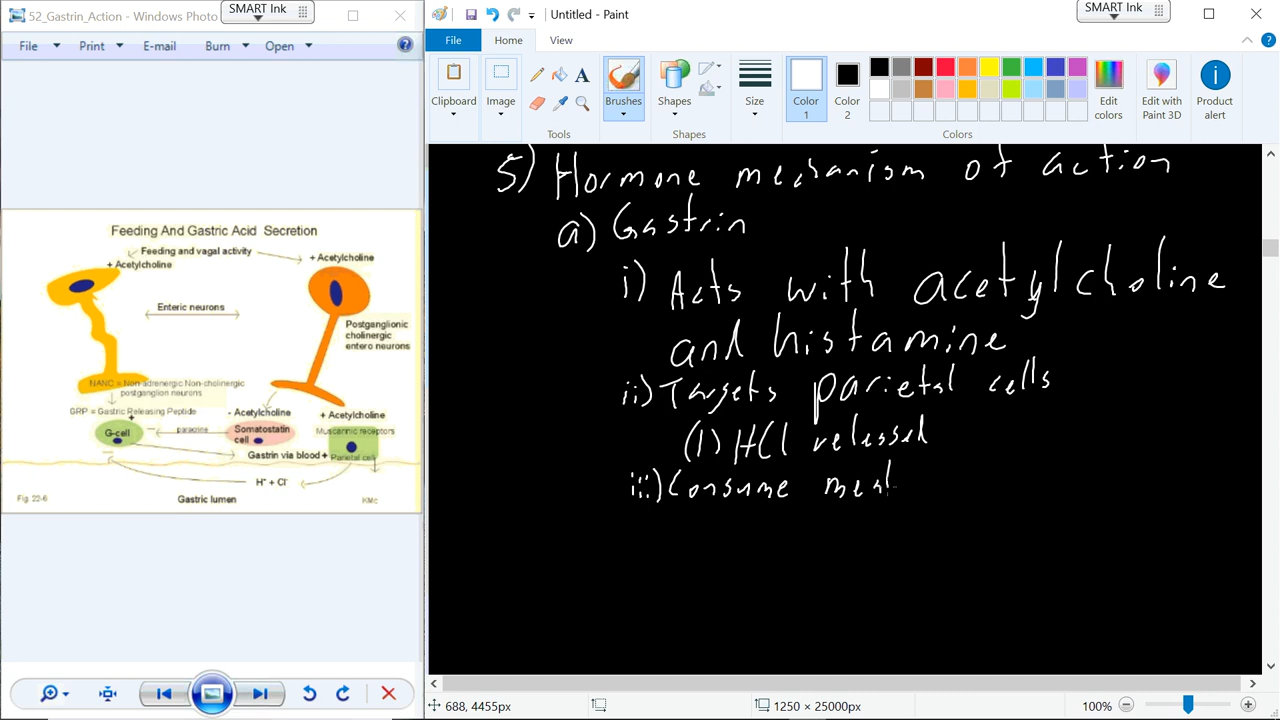 52_Gastrin_Action - Windows Photo
SMART Ink
File Print E-mail Burn Open
Feeding And Gastric Acid Secretion
Feeding and vagal activity
+ Acetylcholine
+ Acetylcholine
Enteric neurons
Postganglionic
cholinergic
entero neurons
NANC = Non adrenergic Non-cholinergic
postganglion neurons
GRP = Gastric Releasing Peptide
- Acetylcholine
+ Acetylcholine
Muscarinic receptors
+
G-cell
paracrine
Somatostatin
cell
Gastrin via blood +
Parietal cell
H⁺ + Cl⁻
Fig. 22-6
Gastric lumen
KMc
Untitled - Paint
SMART Ink
File Home View
Clipboard
Image
Tools
Brushes
Shapes
Shapes
Size
Color 1
Color 2
Edit colors
Colors
Edit with Paint 3D
Product alert
5) Hormone mechanism of action
a) Gastrin
i) Acts with acetylcholine
and histamine
ii) Targets parietal cells
(1) HCl relessed
iii) Consume meal
688, 4455px
1250 × 25000px
100%